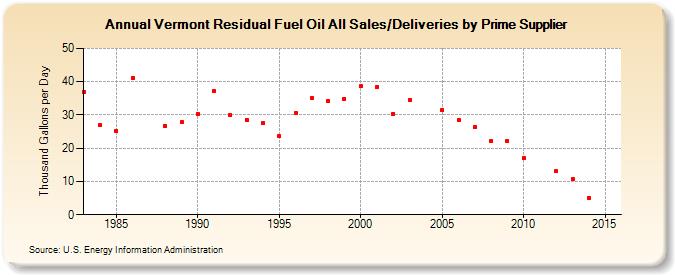 Annual Vermont Residual Fuel Oil All Sales/Deliveries by Prime Supplier
Thousand Gallons per Day
50
40
30
20
10
0
1985 1990 1995 2000 2005 2010 2015
Source: U.S. Energy Information Administration